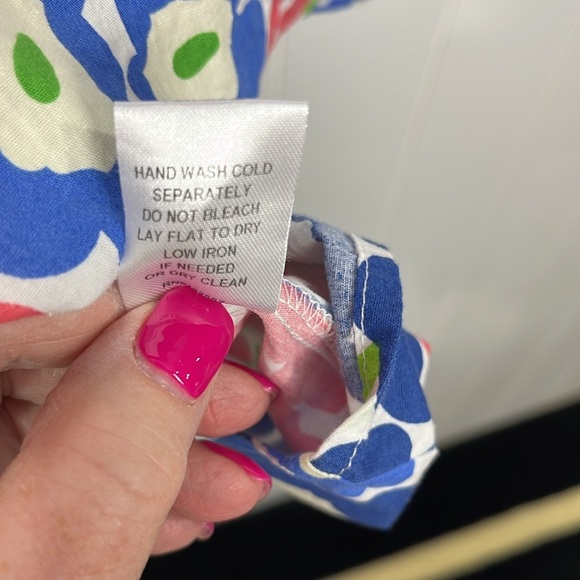 HAND WASH COLD
SEPARATELY
DO NOT BLEACH
LAY FLAT TO DRY
LOW IRON
IF NEEDED
OR DRY CLEAN